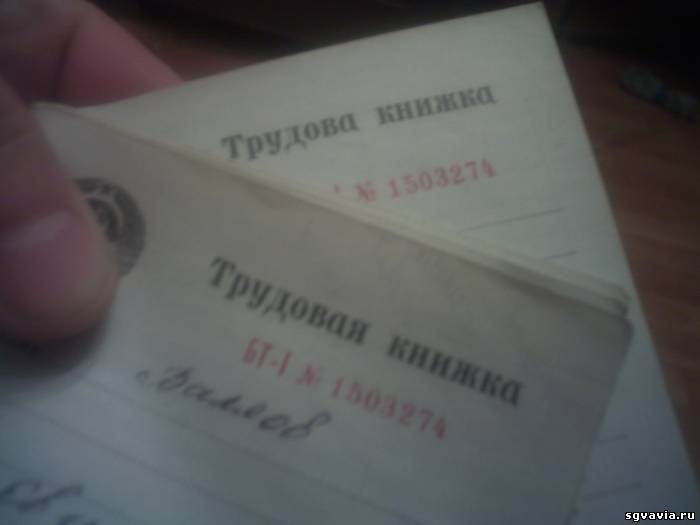 Трудова книжка
№ 1503274
Трудовая книжка
БТ-I № 1503274
sgvavia.ru